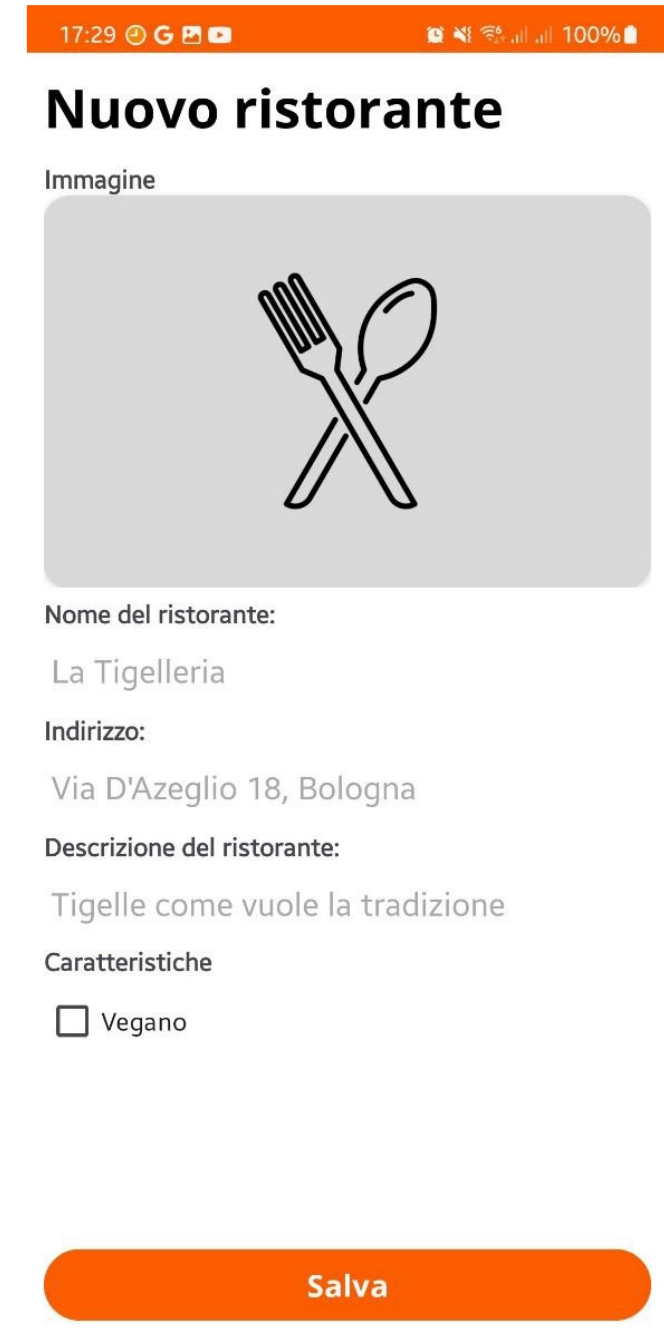 17:29 G 100%
Nuovo ristorante
Immagine
Nome del ristorante:
La Tigelleria
Indirizzo:
Via D'Azeglio 18, Bologna
Descrizione del ristorante:
Tigelle come vuole la tradizione
Caratteristiche
Vegano
Salva